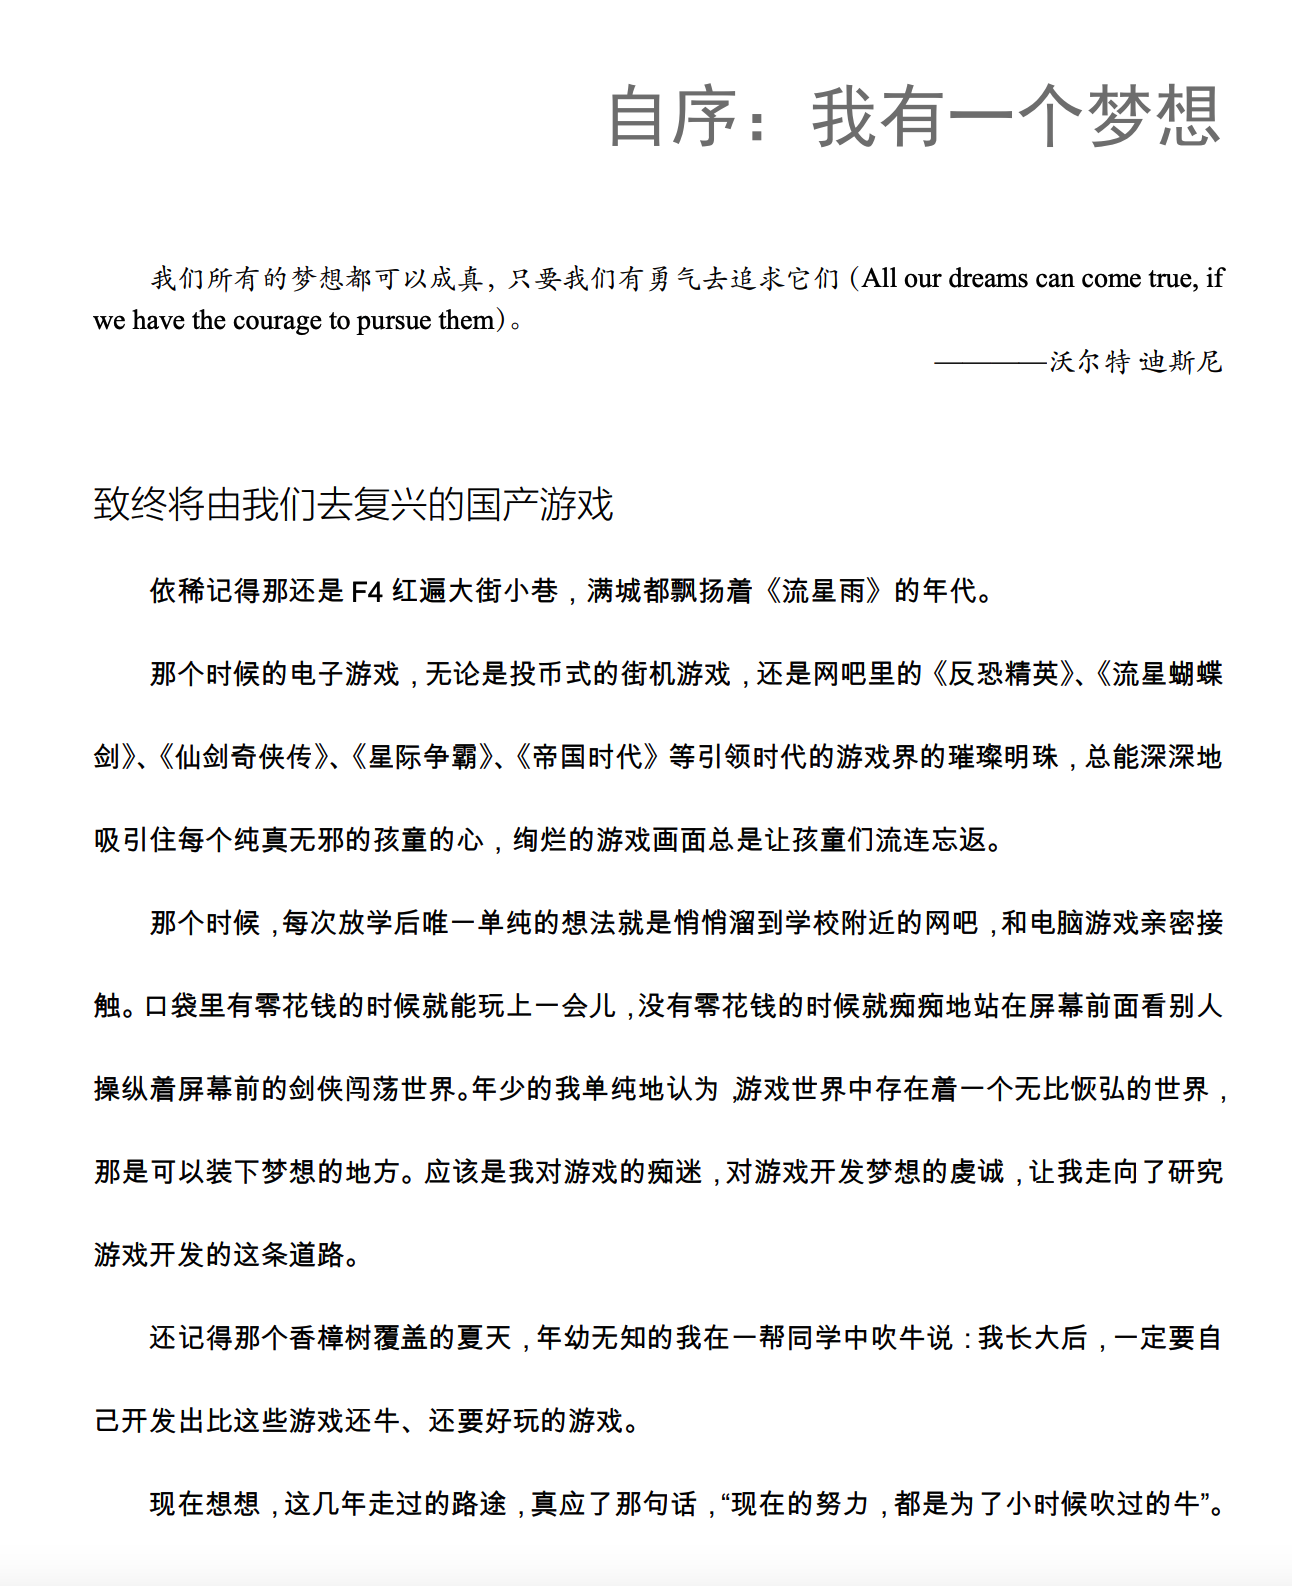 自序：我有一个梦想
我们所有的梦想都可以成真，只要我们有勇气去追求它们（All our dreams can come true, if
we have the courage to pursue them）。
————沃尔特 迪斯尼
致终将由我们去复兴的国产游戏
依稀记得那还是 F4 红遍大街小巷，满城都飘扬着《流星雨》的年代。
那个时候的电子游戏，无论是投币式的街机游戏，还是网吧里的《反恐精英》、《流星蝴蝶
剑》、《仙剑奇侠传》、《星际争霸》、《帝国时代》等引领时代的游戏界的璀璨明珠，总能深深地
吸引住每个纯真无邪的孩童的心，绚烂的游戏画面总是让孩童们流连忘返。
那个时候，每次放学后唯一单纯的想法就是悄悄溜到学校附近的网吧，和电脑游戏亲密接
触。口袋里有零花钱的时候就能玩上一会儿，没有零花钱的时候就痴痴地站在屏幕前面看别人
操纵着屏幕前的剑侠闯荡世界。年少的我单纯地认为，游戏世界中存在着一个无比恢弘的世界，
那是可以装下梦想的地方。应该是我对游戏的痴迷，对游戏开发梦想的虔诚，让我走向了研究
游戏开发的这条道路。
还记得那个香樟树覆盖的夏天，年幼无知的我在一帮同学中吹牛说：我长大后，一定要自
己开发出比这些游戏还牛、还要好玩的游戏。
现在想想，这几年走过的路途，真应了那句话，“现在的努力，都是为了小时候吹过的牛”。